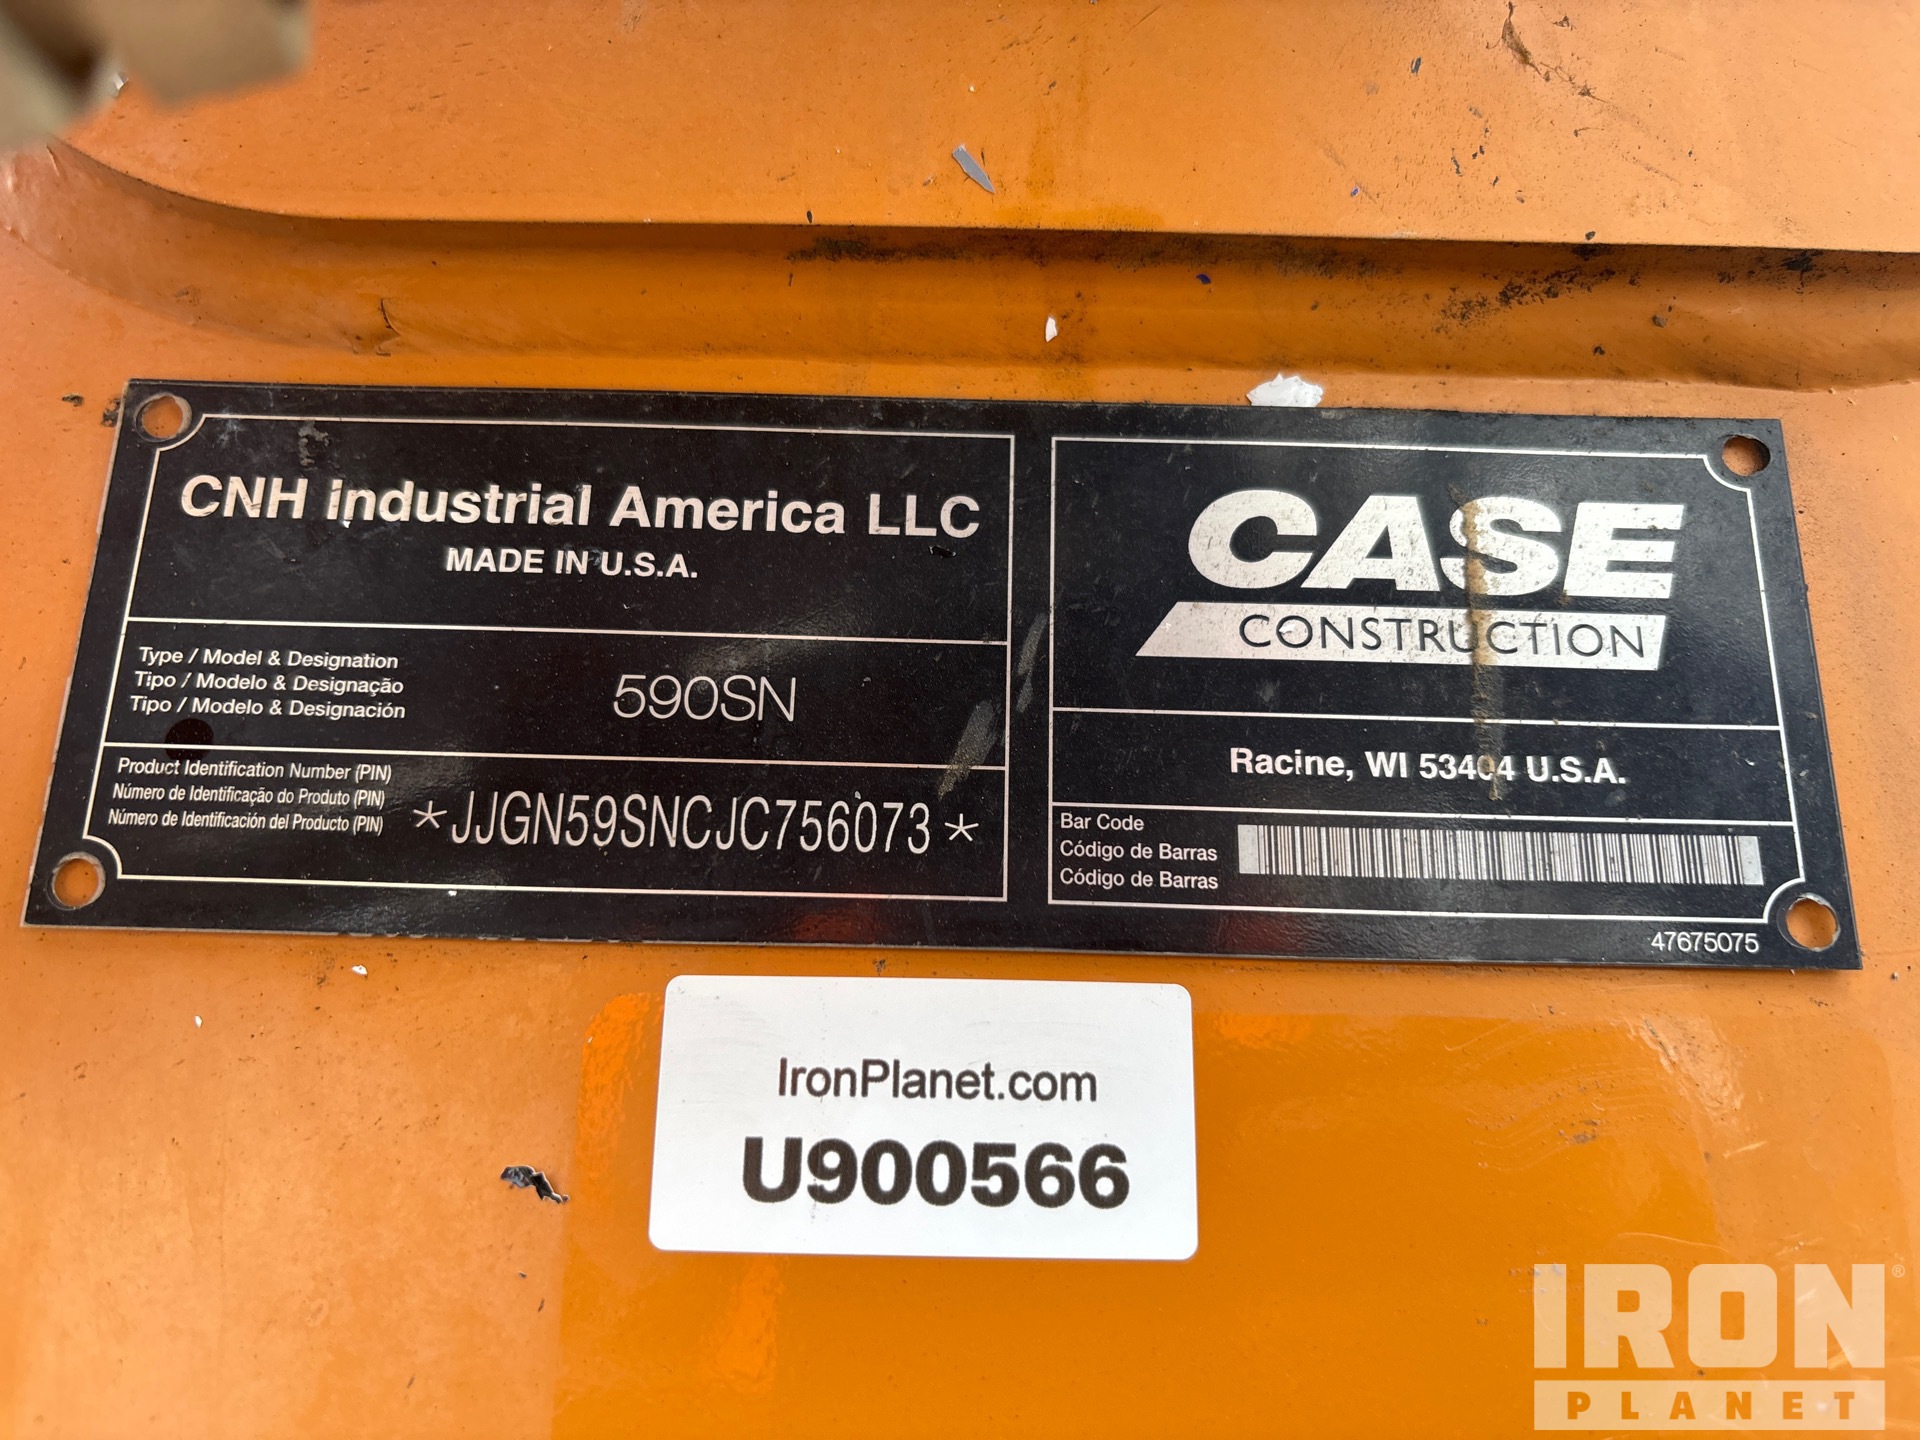 CNH Industrial America LLC
MADE IN U.S.A.
Type / Model & Designation
Tipo / Modelo & Designação
Tipo / Modelo & Designación
590SN
Product Identification Number (PIN)
Número de Identificação do Produto (PIN)
Número de Identificación del Producto (PIN)
*JJGN59SNCJC756073*
CASE
CONSTRUCTION
Racine, WI 53404 U.S.A.
Bar Code
Código de Barras
Código de Barras
47675075
IronPlanet.com
U900566
IRON®
PLANET